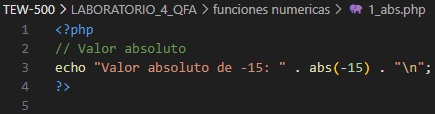 TEW-500 > LABORATORIO_4_QFA > funciones numericas > 1_abs.php
1 <?php
2 // Valor absoluto
3 echo "Valor absoluto de -15: " . abs(-15) . "\n";
4 ?>
5